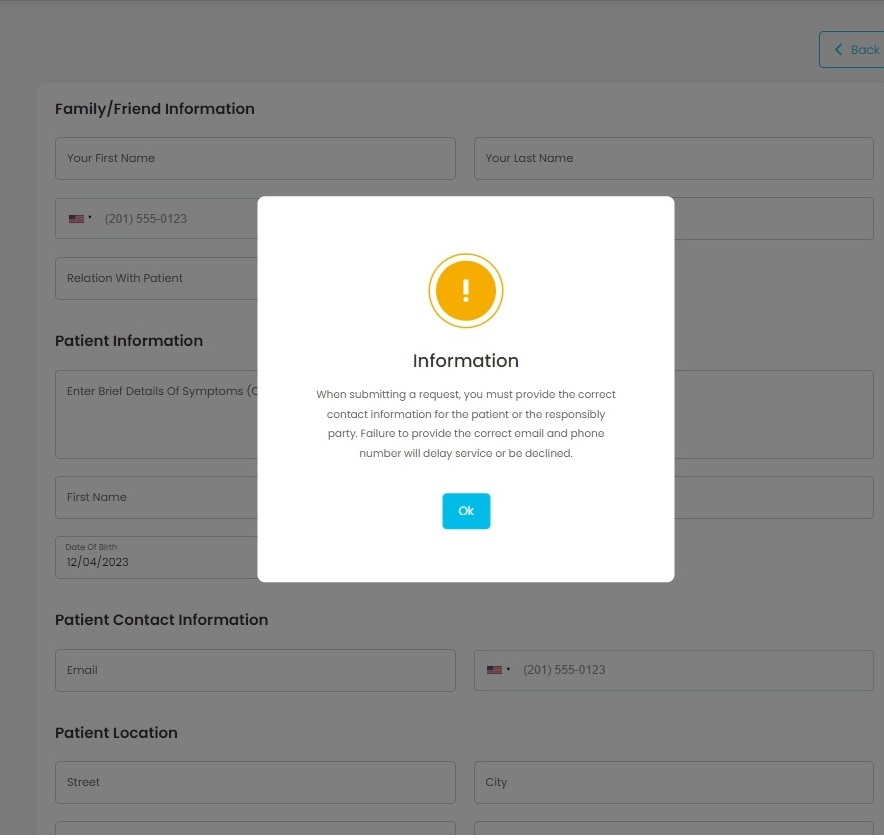 Back
Family/Friend Information
Your First Name
Your Last Name
(201) 555-0123
Relation With Patient
!
Information
When submitting a request, you must provide the correct
contact information for the patient or the responsibly
party. Failure to provide the correct email and phone
number will delay service or be declined.
Ok
Patient Information
Enter Brief Details Of Symptoms (
First Name
Date Of Birth
12/04/2023
Patient Contact Information
Email
(201) 555-0123
Patient Location
Street
City